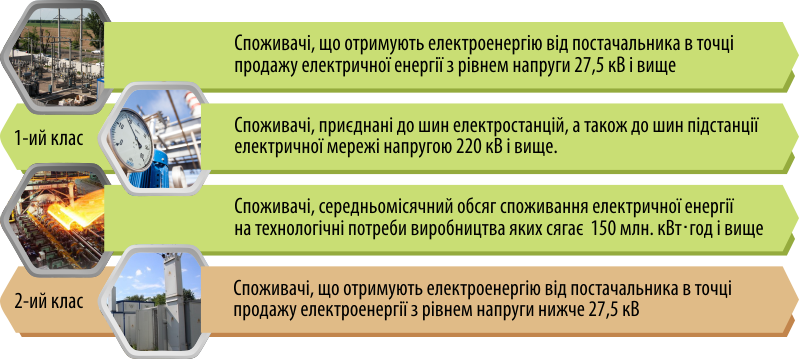 Споживачі, що отримують електроенергію від постачальника в точці
продажу електричної енергії з рівнем напруги 27,5 кВ і вище
1-ий клас
Споживачі, приєднані до шин електростанцій, а також до шин підстанції
електричної мережі напругою 220 кВ і вище.
Споживачі, середньомісячний обсяг споживання електричної енергії
на технологічні потреби виробництва яких сягає 150 млн. кВт·год і вище
2-ий клас
Споживачі, що отримують електроенергію від постачальника в точці
продажу електроенергії з рівнем напруги нижче 27,5 кВ